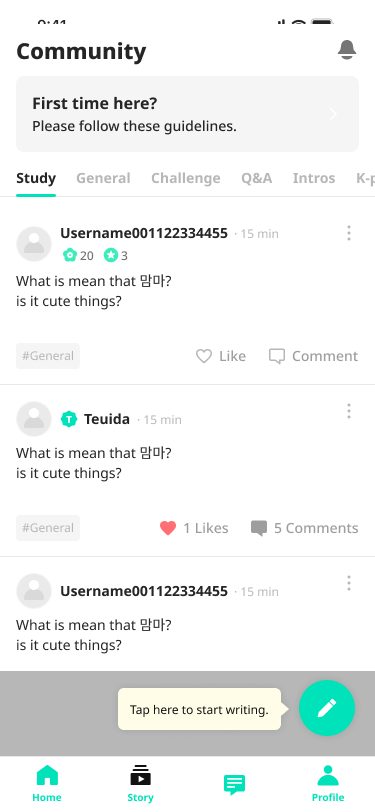 9:41
Community
First time here?
Please follow these guidelines.
Study General Challenge Q&A Intros K-p
Username001122334455 · 15 min
20 3
What is mean that 맘마?
is it cute things?
#General Like Comment
T Teuida · 15 min
What is mean that 맘마?
is it cute things?
#General 1 Likes 5 Comments
Username001122334455 · 15 min
What is mean that 맘마?
is it cute things?
Tap here to start writing.
Home Story Profile